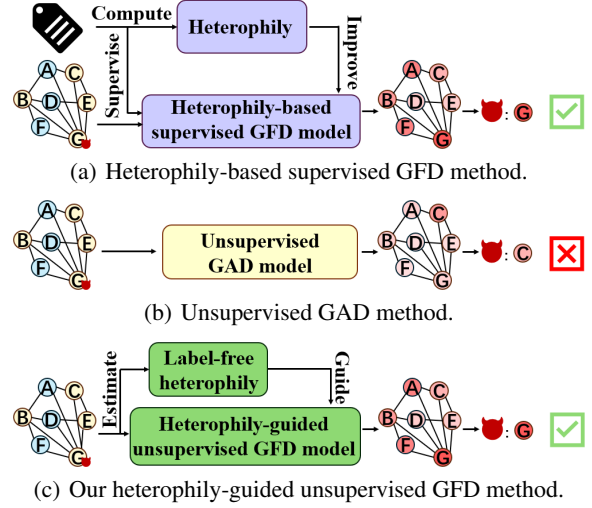 Compute
Heterophily
Supervise
Improve
A C
B D E
F G
Heterophily-based
supervised GFD model
A C
B D E
F G
: G
(a) Heterophily-based supervised GFD method.
A C
B D E
F G
Unsupervised
GAD model
A C
B D E
F G
: C
(b) Unsupervised GAD method.
Estimate
Label-free
heterophily
Guide
A C
B D E
F G
Heterophily-guided
unsupervised GFD model
A C
B D E
F G
: G
(c) Our heterophily-guided unsupervised GFD method.